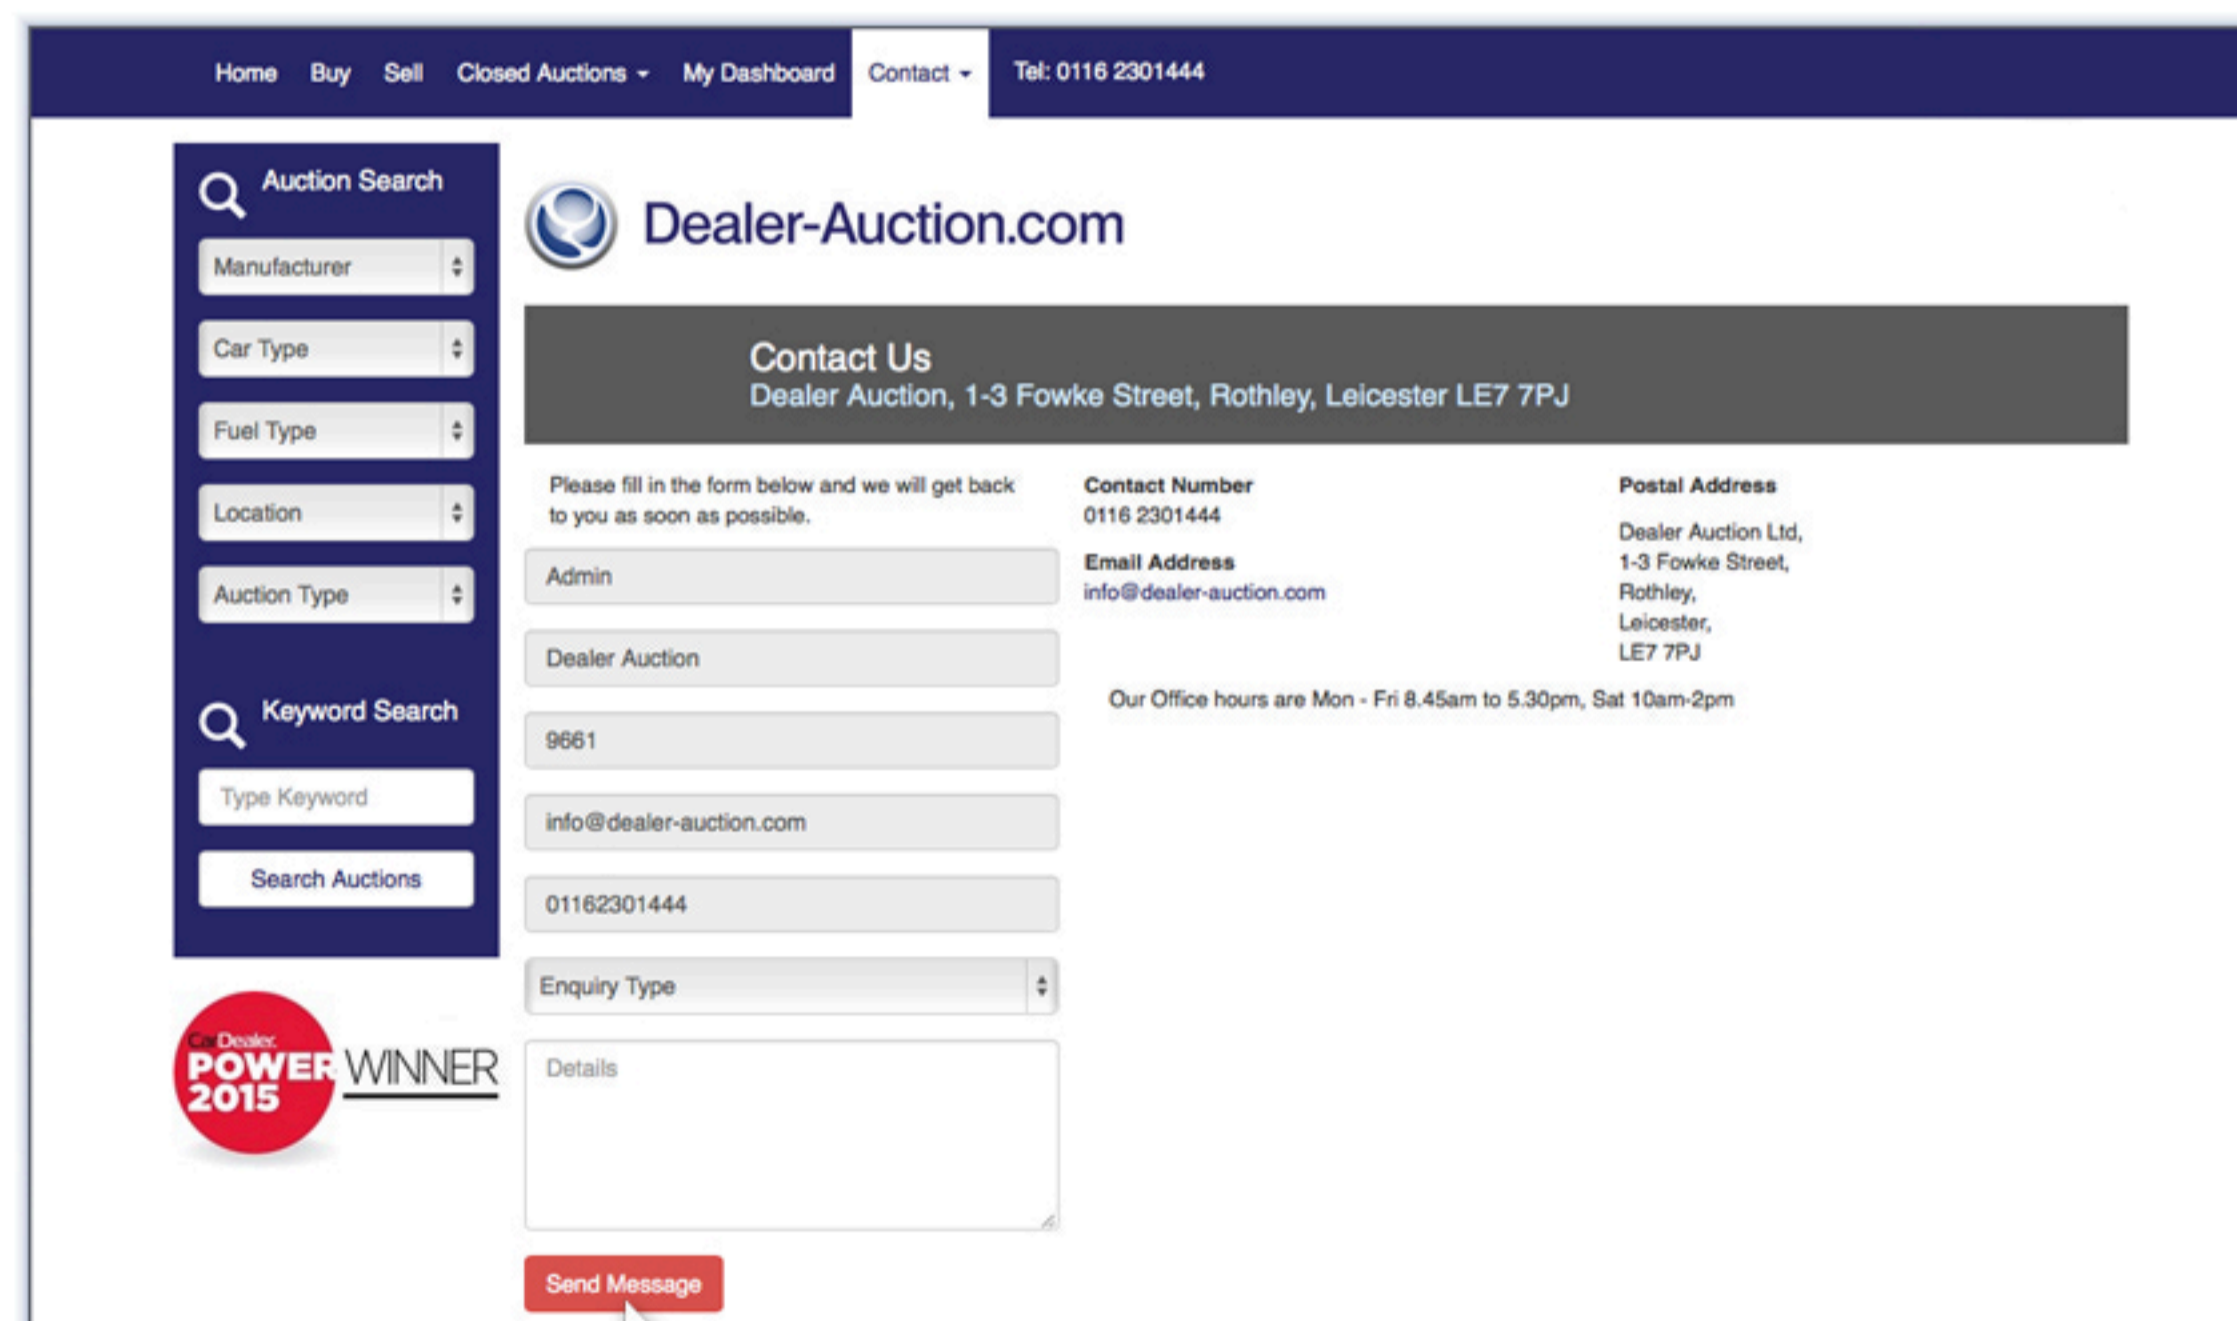 Home Buy Sell Closed Auctions My Dashboard Contact Tel: 0116 2301444
Auction Search
Manufacturer
Car Type
Fuel Type
Location
Auction Type
Keyword Search
Type Keyword
Search Auctions
CarDealer
POWER
2015
WINNER
Dealer-Auction.com
Contact Us
Dealer Auction, 1-3 Fowke Street, Rothley, Leicester LE7 7PJ
Please fill in the form below and we will get back
to you as soon as possible.
Admin
Dealer Auction
9661
info@dealer-auction.com
01162301444
Enquiry Type
Details
Send Message
Contact Number
0116 2301444
Email Address
info@dealer-auction.com
Postal Address
Dealer Auction Ltd,
1-3 Fowke Street,
Rothley,
Leicester,
LE7 7PJ
Our Office hours are Mon - Fri 8.45am to 5.30pm, Sat 10am-2pm